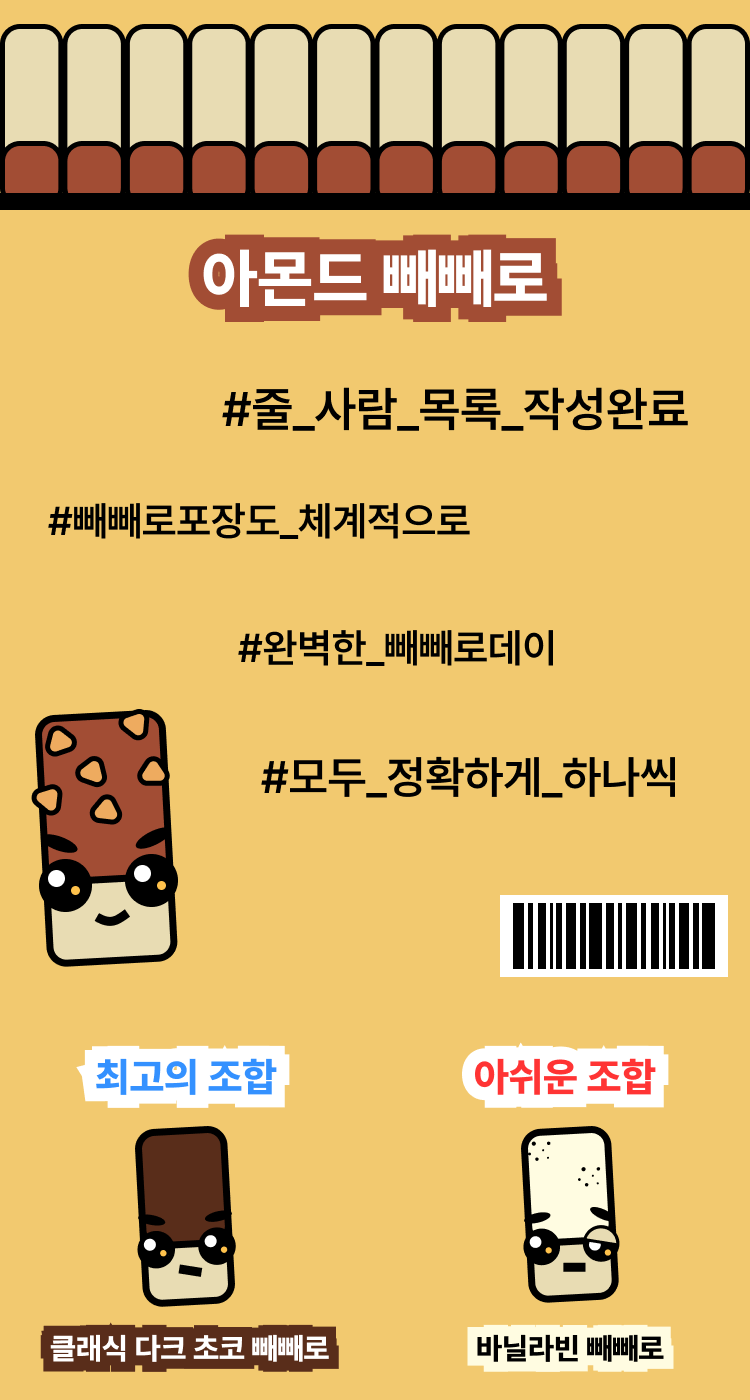 아몬드 빼빼로
#줄_사람_목록_작성완료
#빼빼로포장도_체계적으로
#완벽한_빼빼로데이
#모두_정확하게_하나씩
최고의 조합
아쉬운 조합
클래식 다크 초코 빼빼로
바닐라빈 빼빼로